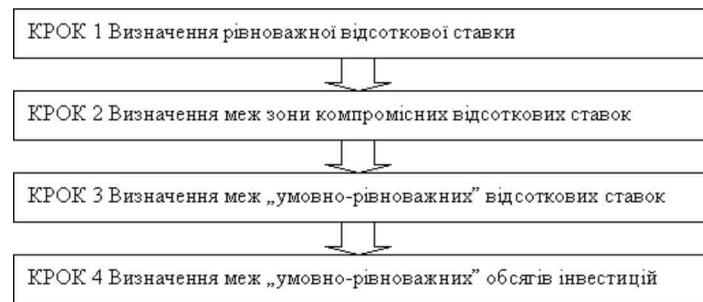 КРОК 1 Визначення рівноважної відсоткової ставки
КРОК 2 Визначення меж зони компромісних відсоткових ставок
КРОК 3 Визначення меж „умовно-рівноважних” відсоткових ставок
КРОК 4 Визначення меж „умовно-рівноважних” обсягів інвестицій